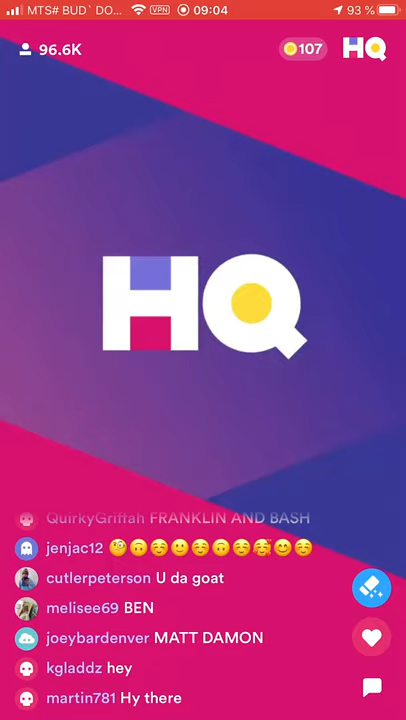 MTS# BUD` DO... VPN 09:04 93 %
96.6K 107 HQ
HQ
QuirkyGriffah FRANKLIN AND BASH
jenjac12 🧐🙃☺️🙂☺️🙃☺️🥰😊☺️
cutlerpeterson U da goat
melisee69 BEN
joeybardenver MATT DAMON
kgladdz hey
martin781 Hy there